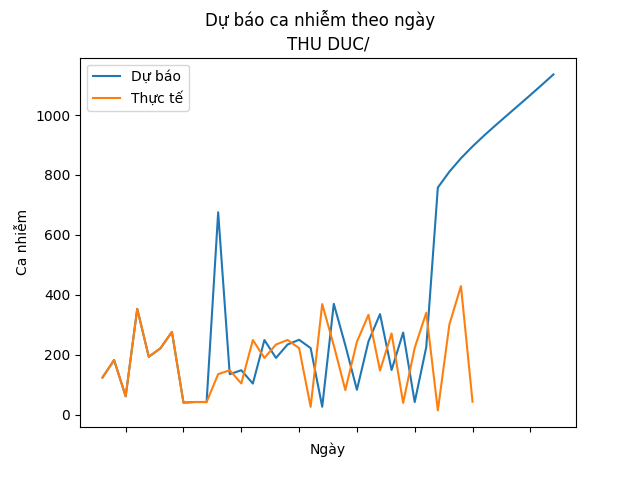 Dự báo ca nhiễm theo ngày
THU DUC/
Dự báo
Thực tế
1000
800
600
400
200
0
Ca nhiễm
Ngày